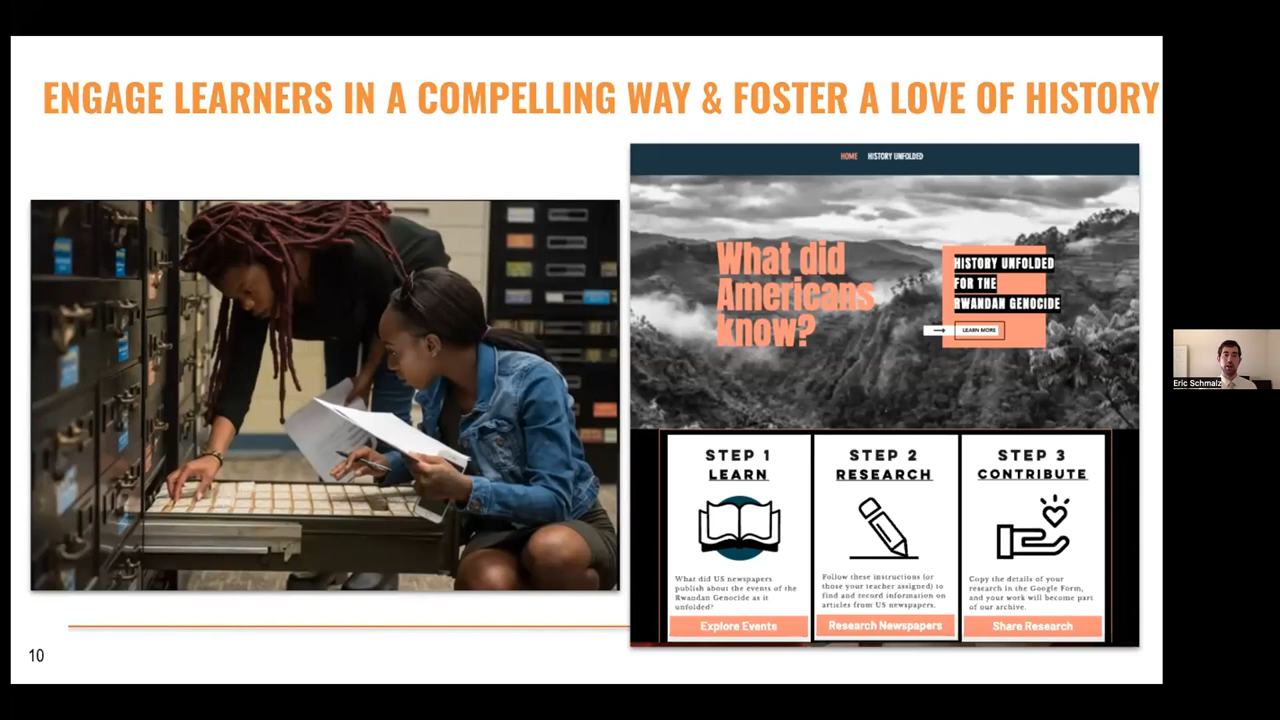 ENGAGE LEARNERS IN A COMPELLING WAY & FOSTER A LOVE OF HISTORY
HOME HISTORY UNFOLDED
What did
Americans
know?
HISTORY UNFOLDED
FOR THE
RWANDAN GENOCIDE
LEARN MORE
STEP 1
LEARN
What did US newspapers
publish about the events of the
Rwandan Genocide as it
unfolded?
Explore Events
STEP 2
RESEARCH
Follow these instructions (or
those your teacher assigned) to
find and record information on
articles from US newspapers.
Research Newspapers
STEP 3
CONTRIBUTE
Copy the details of your
research in the Google Form,
and your work will become part
of our archive.
Share Research
10
Eric Schmalz